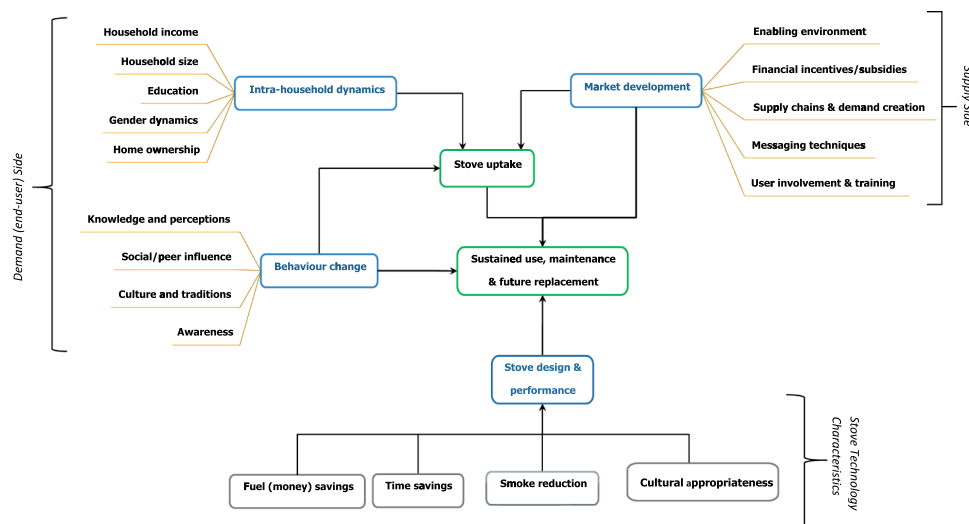 Household income
Household size
Education
Gender dynamics
Home ownership
Intra-household dynamics
Market development
Enabling environment
Financial incentives/subsidies
Supply chains & demand creation
Messaging techniques
User involvement & training
Supply Side
Demand (end-user) Side
Stove uptake
Knowledge and perceptions
Social/peer influence
Culture and traditions
Awareness
Behaviour change
Sustained use, maintenance
& future replacement
Stove design &
performance
Fuel (money) savings
Time savings
Smoke reduction
Cultural appropriateness
Stove Technology
Characteristics